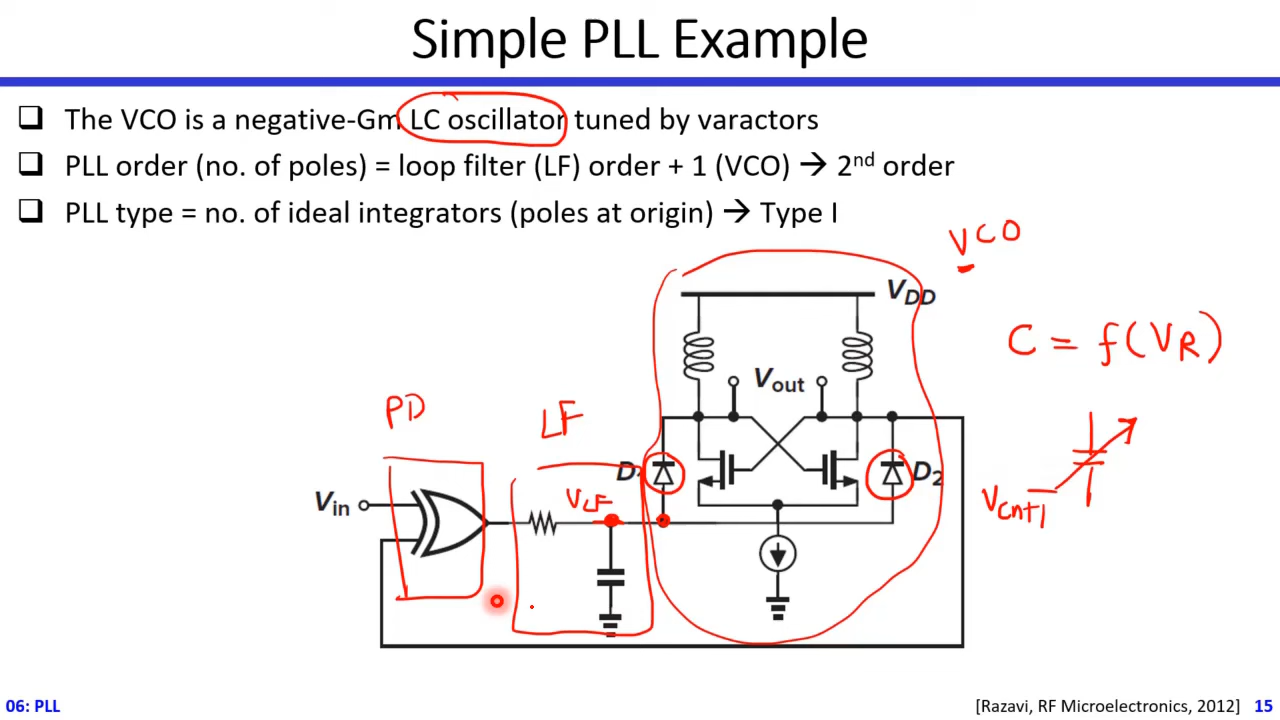 Simple PLL Example
❑ The VCO is a negative-Gm LC oscillator tuned by varactors
❑ PLL order (no. of poles) = loop filter (LF) order + 1 (VCO) → 2nd order
❑ PLL type = no. of ideal integrators (poles at origin) → Type I
VCO
VDD
C = f(VR)
Vout
PD
LF
D
D2
Vin
VLF
Vcntl
06: PLL
[Razavi, RF Microelectronics, 2012] 15